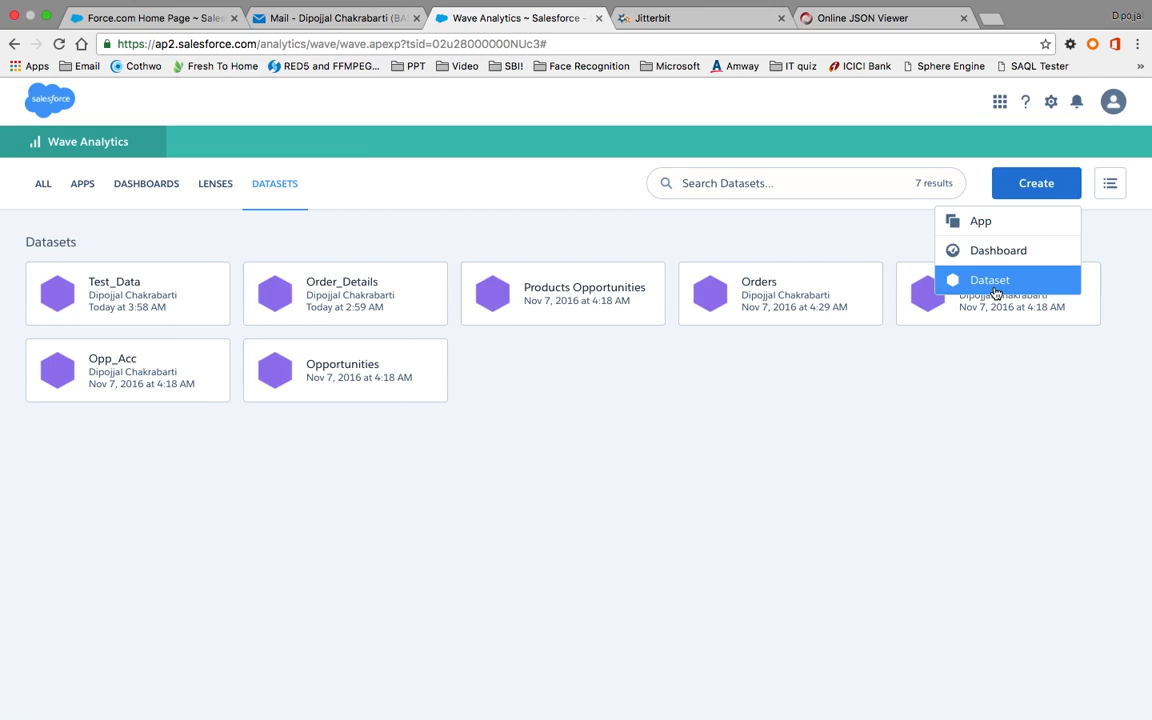 Force.com Home Page ~ Sales
Mail - Dipojjal Chakrabarti (BA
Wave Analytics ~ Salesforce -
Jitterbit
Online JSON Viewer
Dipojal
https://ap2.salesforce.com/analytics/wave/wave.apexp?tsid=02u28000000NUc3#
Apps
Email
Cothwo
Fresh To Home
RED5 and FFMPEG...
PPT
Video
SBI!
Face Recognition
Microsoft
Amway
IT quiz
ICICI Bank
Sphere Engine
SAQL Tester
»
salesforce
Wave Analytics
ALL
APPS
DASHBOARDS
LENSES
DATASETS
Search Datasets...
7 results
Create
App
Dashboard
Dataset
Datasets
Test_Data
Dipojjal Chakrabarti
Today at 3:58 AM
Order_Details
Dipojjal Chakrabarti
Today at 2:59 AM
Products Opportunities
Nov 7, 2016 at 4:18 AM
Orders
Dipojjal Chakrabarti
Nov 7, 2016 at 4:29 AM
Dipojjal Chakrabarti
Nov 7, 2016 at 4:18 AM
Opp_Acc
Dipojjal Chakrabarti
Nov 7, 2016 at 4:18 AM
Opportunities
Nov 7, 2016 at 4:18 AM